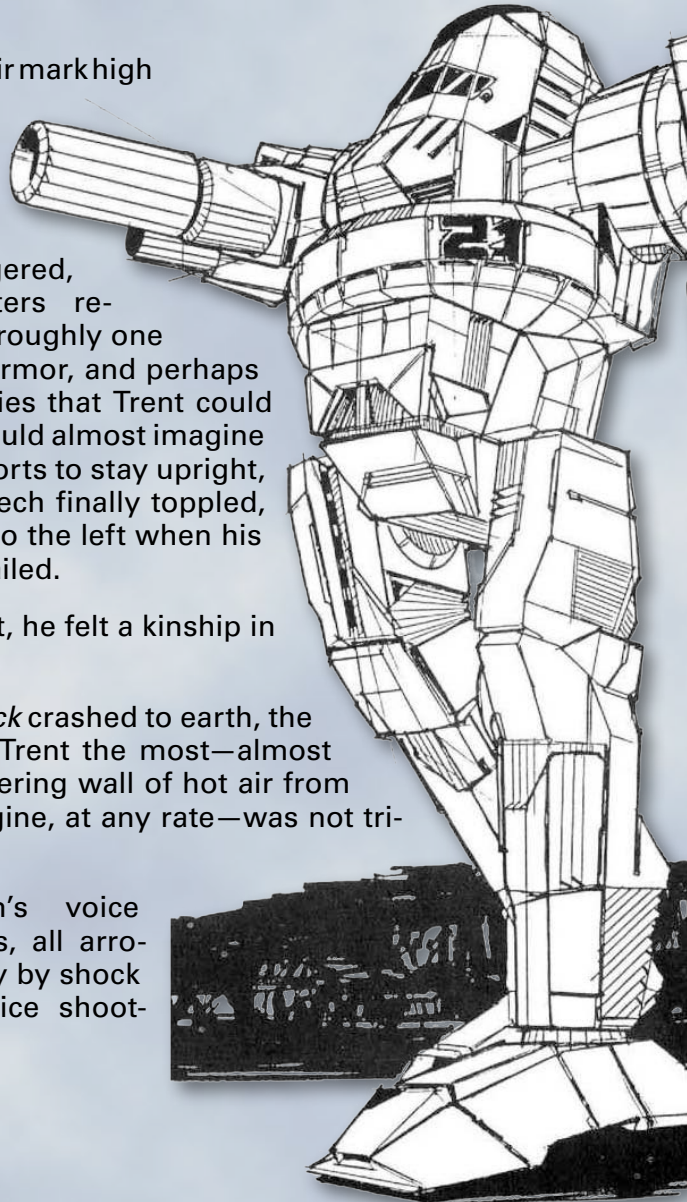 ir mark high
gered,
ters re-
roughly one
rmor, and perhaps
ies that Trent could
ould almost imagine
orts to stay upright,
ech finally toppled,
o the left when his
iled.
t, he felt a kinship in
ck crashed to earth, the
Trent the most—almost
ering wall of hot air from
gine, at any rate—was not tri-
n's voice
s, all arro-
y by shock
ice shoot-
21